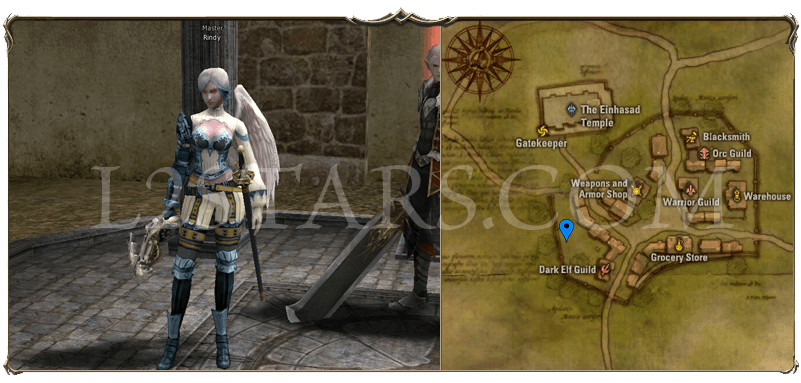 Master
Rindy
L2STARS.COM
The Einhasad
Temple
Gatekeeper
Blacksmith
Orc Guild
Weapons and
Armor Shop
Warrior Guild
Warehouse
Dark Elf Guild
Grocery Store